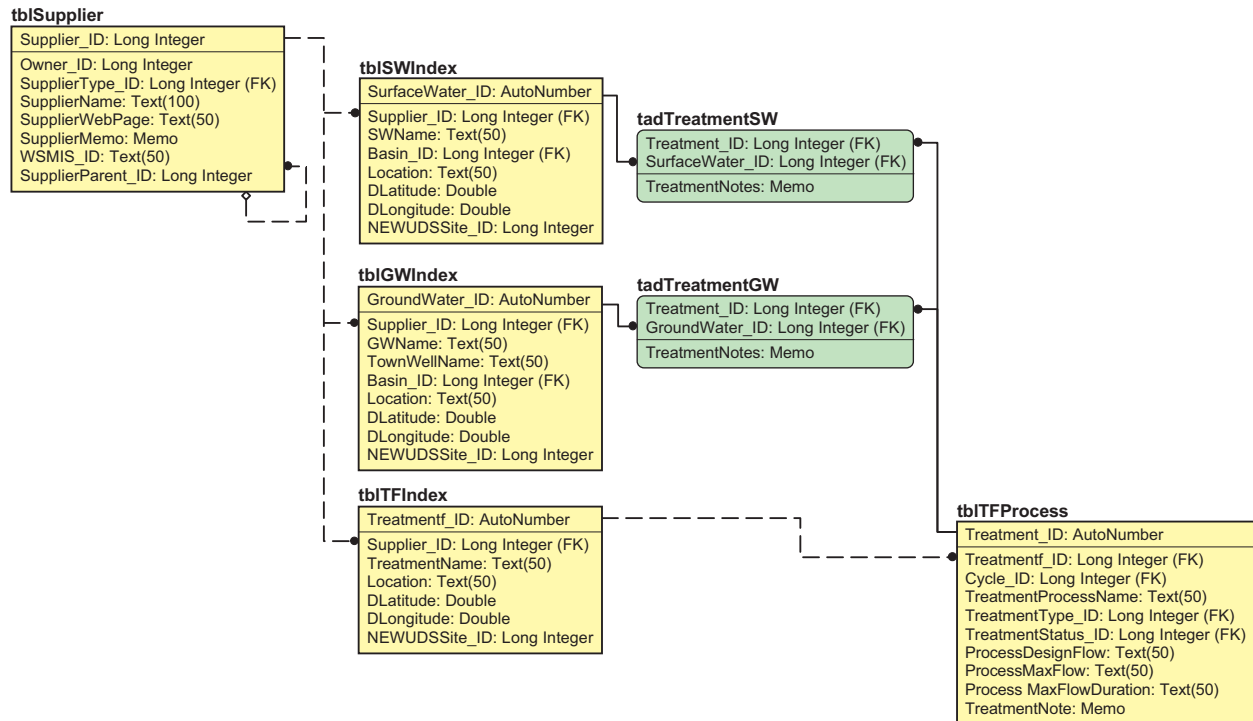 tblSupplier
Supplier_ID: Long Integer
Owner_ID: Long Integer
SupplierType_ID: Long Integer (FK)
SupplierName: Text(100)
SupplierWebPage: Text(50)
SupplierMemo: Memo
WSMIS_ID: Text(50)
SupplierParent_ID: Long Integer
tblSWIndex
SurfaceWater_ID: AutoNumber
Supplier_ID: Long Integer (FK)
SWName: Text(50)
Basin_ID: Long Integer (FK)
Location: Text(50)
DLatitude: Double
DLongitude: Double
NEWUDSSite_ID: Long Integer
tadTreatmentSW
Treatment_ID: Long Integer (FK)
SurfaceWater_ID: Long Integer (FK)
TreatmentNotes: Memo
tblGWIndex
GroundWater_ID: AutoNumber
Supplier_ID: Long Integer (FK)
GWName: Text(50)
TownWellName: Text(50)
Basin_ID: Long Integer (FK)
Location: Text(50)
DLatitude: Double
DLongitude: Double
NEWUDSSite_ID: Long Integer
tadTreatmentGW
Treatment_ID: Long Integer (FK)
GroundWater_ID: Long Integer (FK)
TreatmentNotes: Memo
tblTFIndex
Treatmentf_ID: AutoNumber
Supplier_ID: Long Integer (FK)
TreatmentName: Text(50)
Location: Text(50)
DLatitude: Double
DLongitude: Double
NEWUDSSite_ID: Long Integer
tblTFProcess
Treatment_ID: AutoNumber
Treatmentf_ID: Long Integer (FK)
Cycle_ID: Long Integer (FK)
TreatmentProcessName: Text(50)
TreatmentType_ID: Long Integer (FK)
TreatmentStatus_ID: Long Integer (FK)
ProcessDesignFlow: Text(50)
ProcessMaxFlow: Text(50)
Process MaxFlowDuration: Text(50)
TreatmentNote: Memo